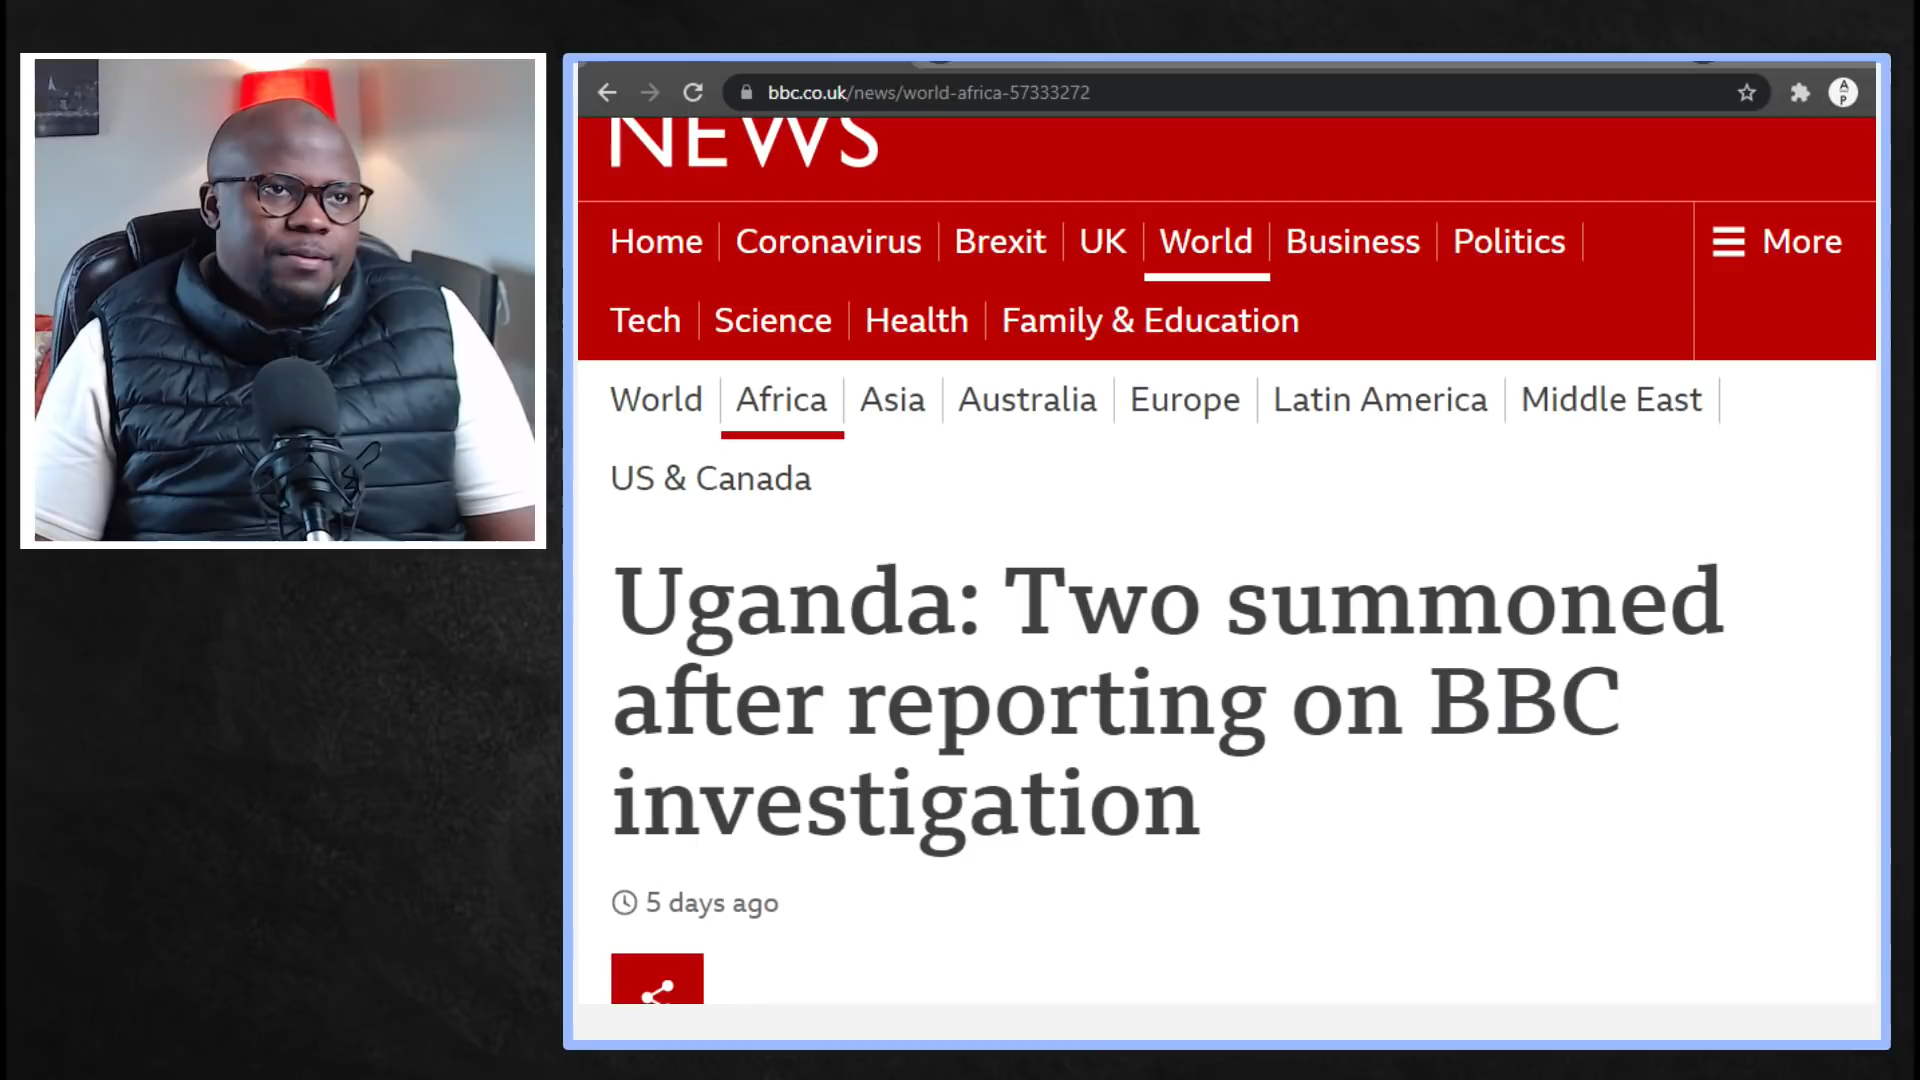 bbc.co.uk/news/world-africa-57333272
A
P
NEWS
Home Coronavirus Brexit UK World Business Politics More
Tech Science Health Family & Education
World Africa Asia Australia Europe Latin America Middle East
US & Canada
Uganda: Two summoned
after reporting on BBC
investigation
5 days ago